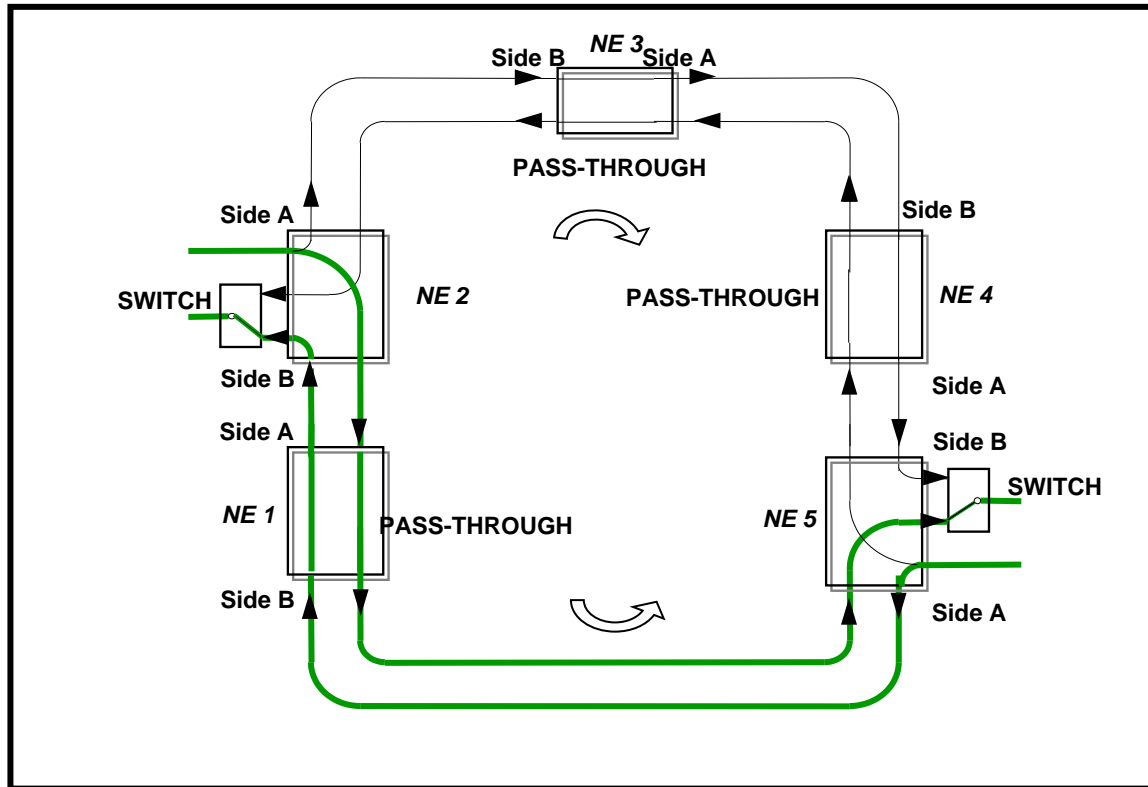 NE 3
Side B
Side A
PASS-THROUGH
Side A
Side B
SWITCH
NE 2
PASS-THROUGH
NE 4
Side B
Side A
Side A
Side B
SWITCH
NE 1
PASS-THROUGH
NE 5
Side B
Side A